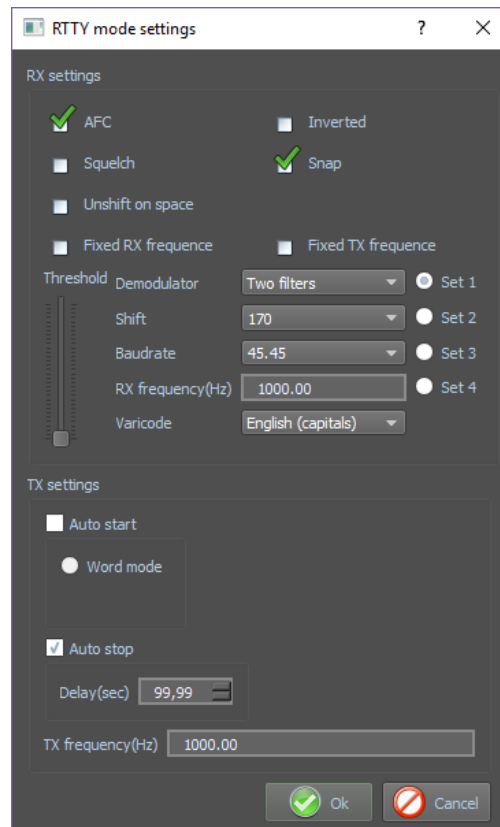 RTTY mode settings ?
RX settings
AFC Inverted
Squelch Snap
Unshift on space
Fixed RX frequence Fixed TX frequence
Threshold Demodulator Two filters Set 1
Shift 170 Set 2
Baudrate 45.45 Set 3
RX frequency(Hz) 1000.00 Set 4
Varicode English (capitals)
TX settings
Auto start
Word mode
Auto stop
Delay(sec) 99,99
TX frequency(Hz) 1000.00
Ok Cancel